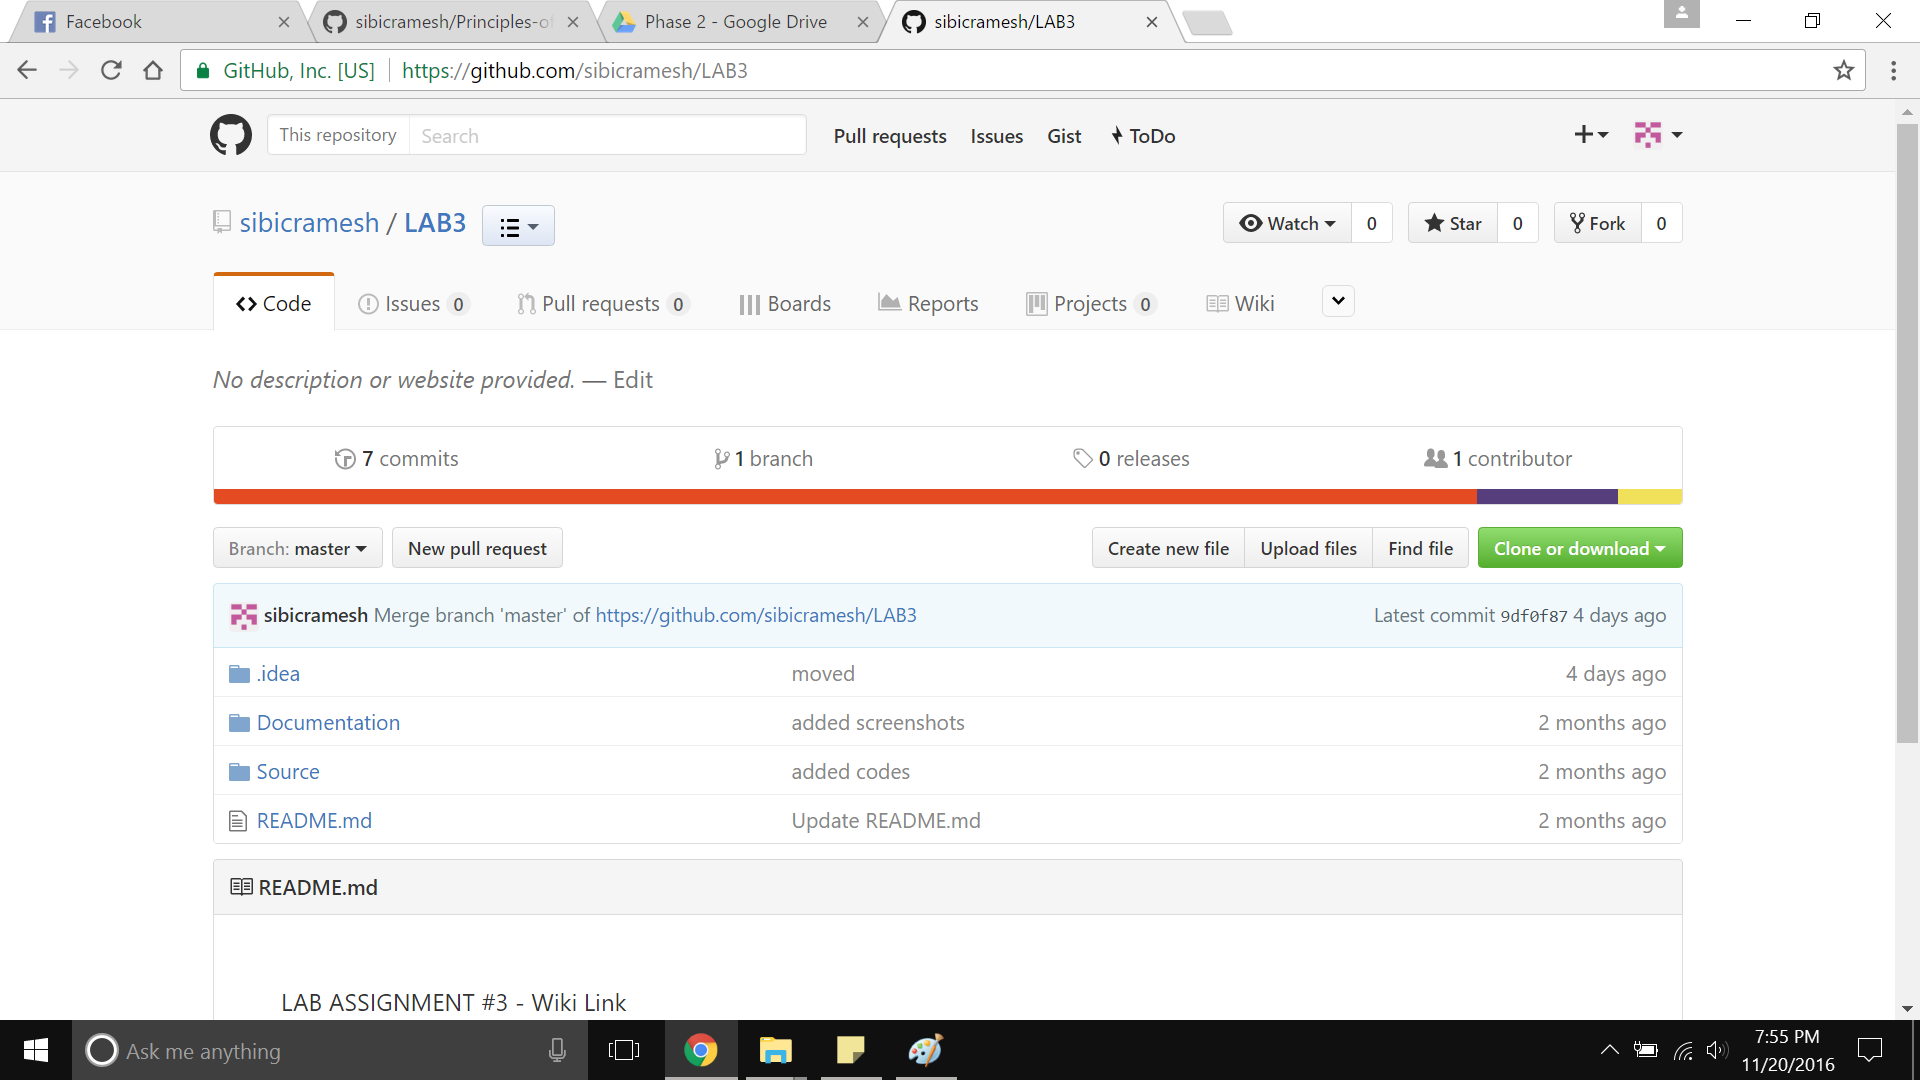 Facebook
sibicramesh/Principles-of
Phase 2 - Google Drive
sibicramesh/LAB3
GitHub, Inc. [US]
https://github.com/sibicramesh/LAB3
This repository
Search
Pull requests
Issues
Gist
ToDo
sibicramesh / LAB3
Watch 0
Star 0
Fork 0
Code
Issues 0
Pull requests 0
Boards
Reports
Projects 0
Wiki
No description or website provided. — Edit
7 commits
1 branch
0 releases
1 contributor
Branch: master
New pull request
Create new file
Upload files
Find file
Clone or download
sibicramesh Merge branch 'master' of https://github.com/sibicramesh/LAB3
Latest commit 9df0f87 4 days ago
.idea
moved
4 days ago
Documentation
added screenshots
2 months ago
Source
added codes
2 months ago
README.md
Update README.md
2 months ago
README.md
LAB ASSIGNMENT #3 - Wiki Link
Ask me anything
7:55 PM
11/20/2016